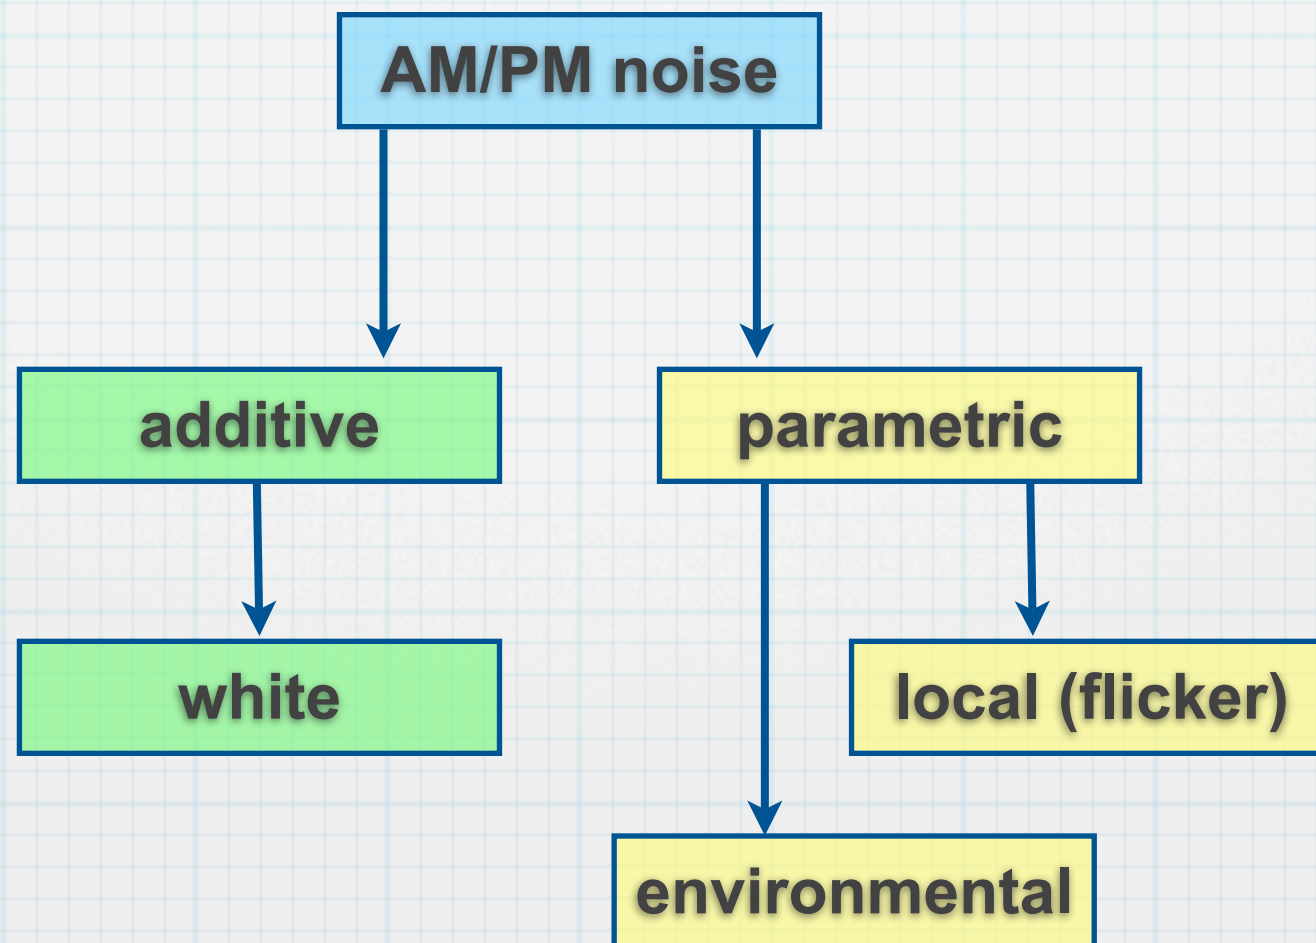 AM/PM noise
additive
parametric
white
local (flicker)
environmental